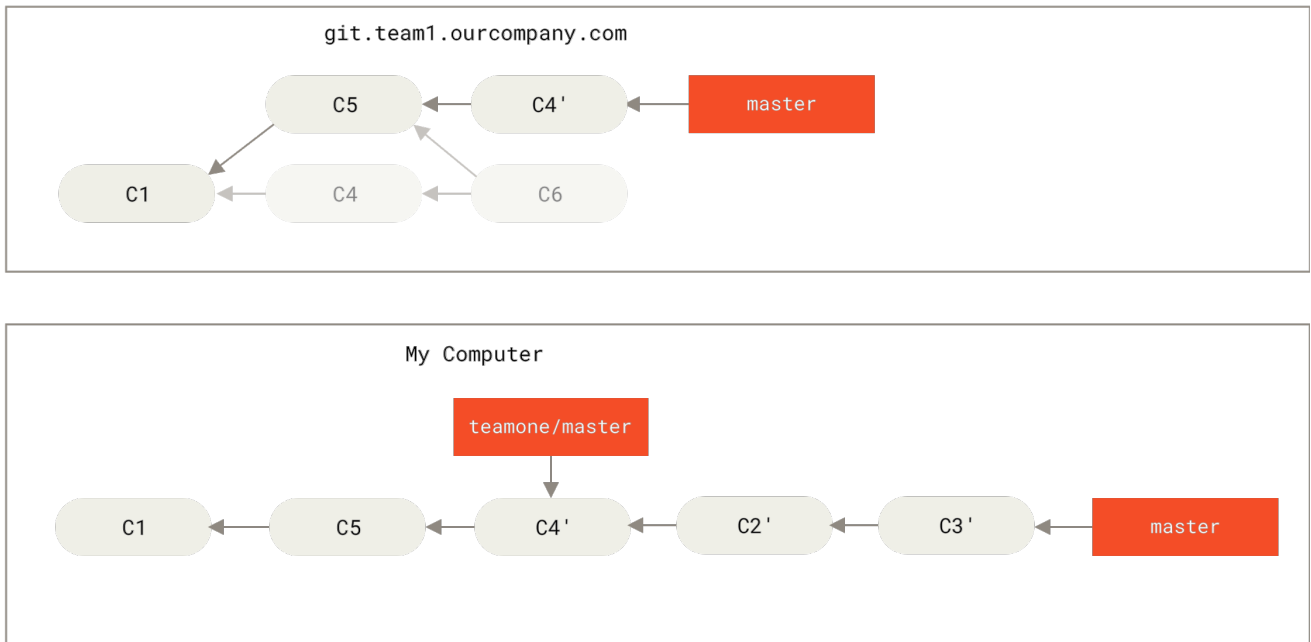 git.team1.ourcompany.com
C5 C4' master
C1 C4 C6
My Computer
teamone/master
C1 C5 C4' C2' C3' master